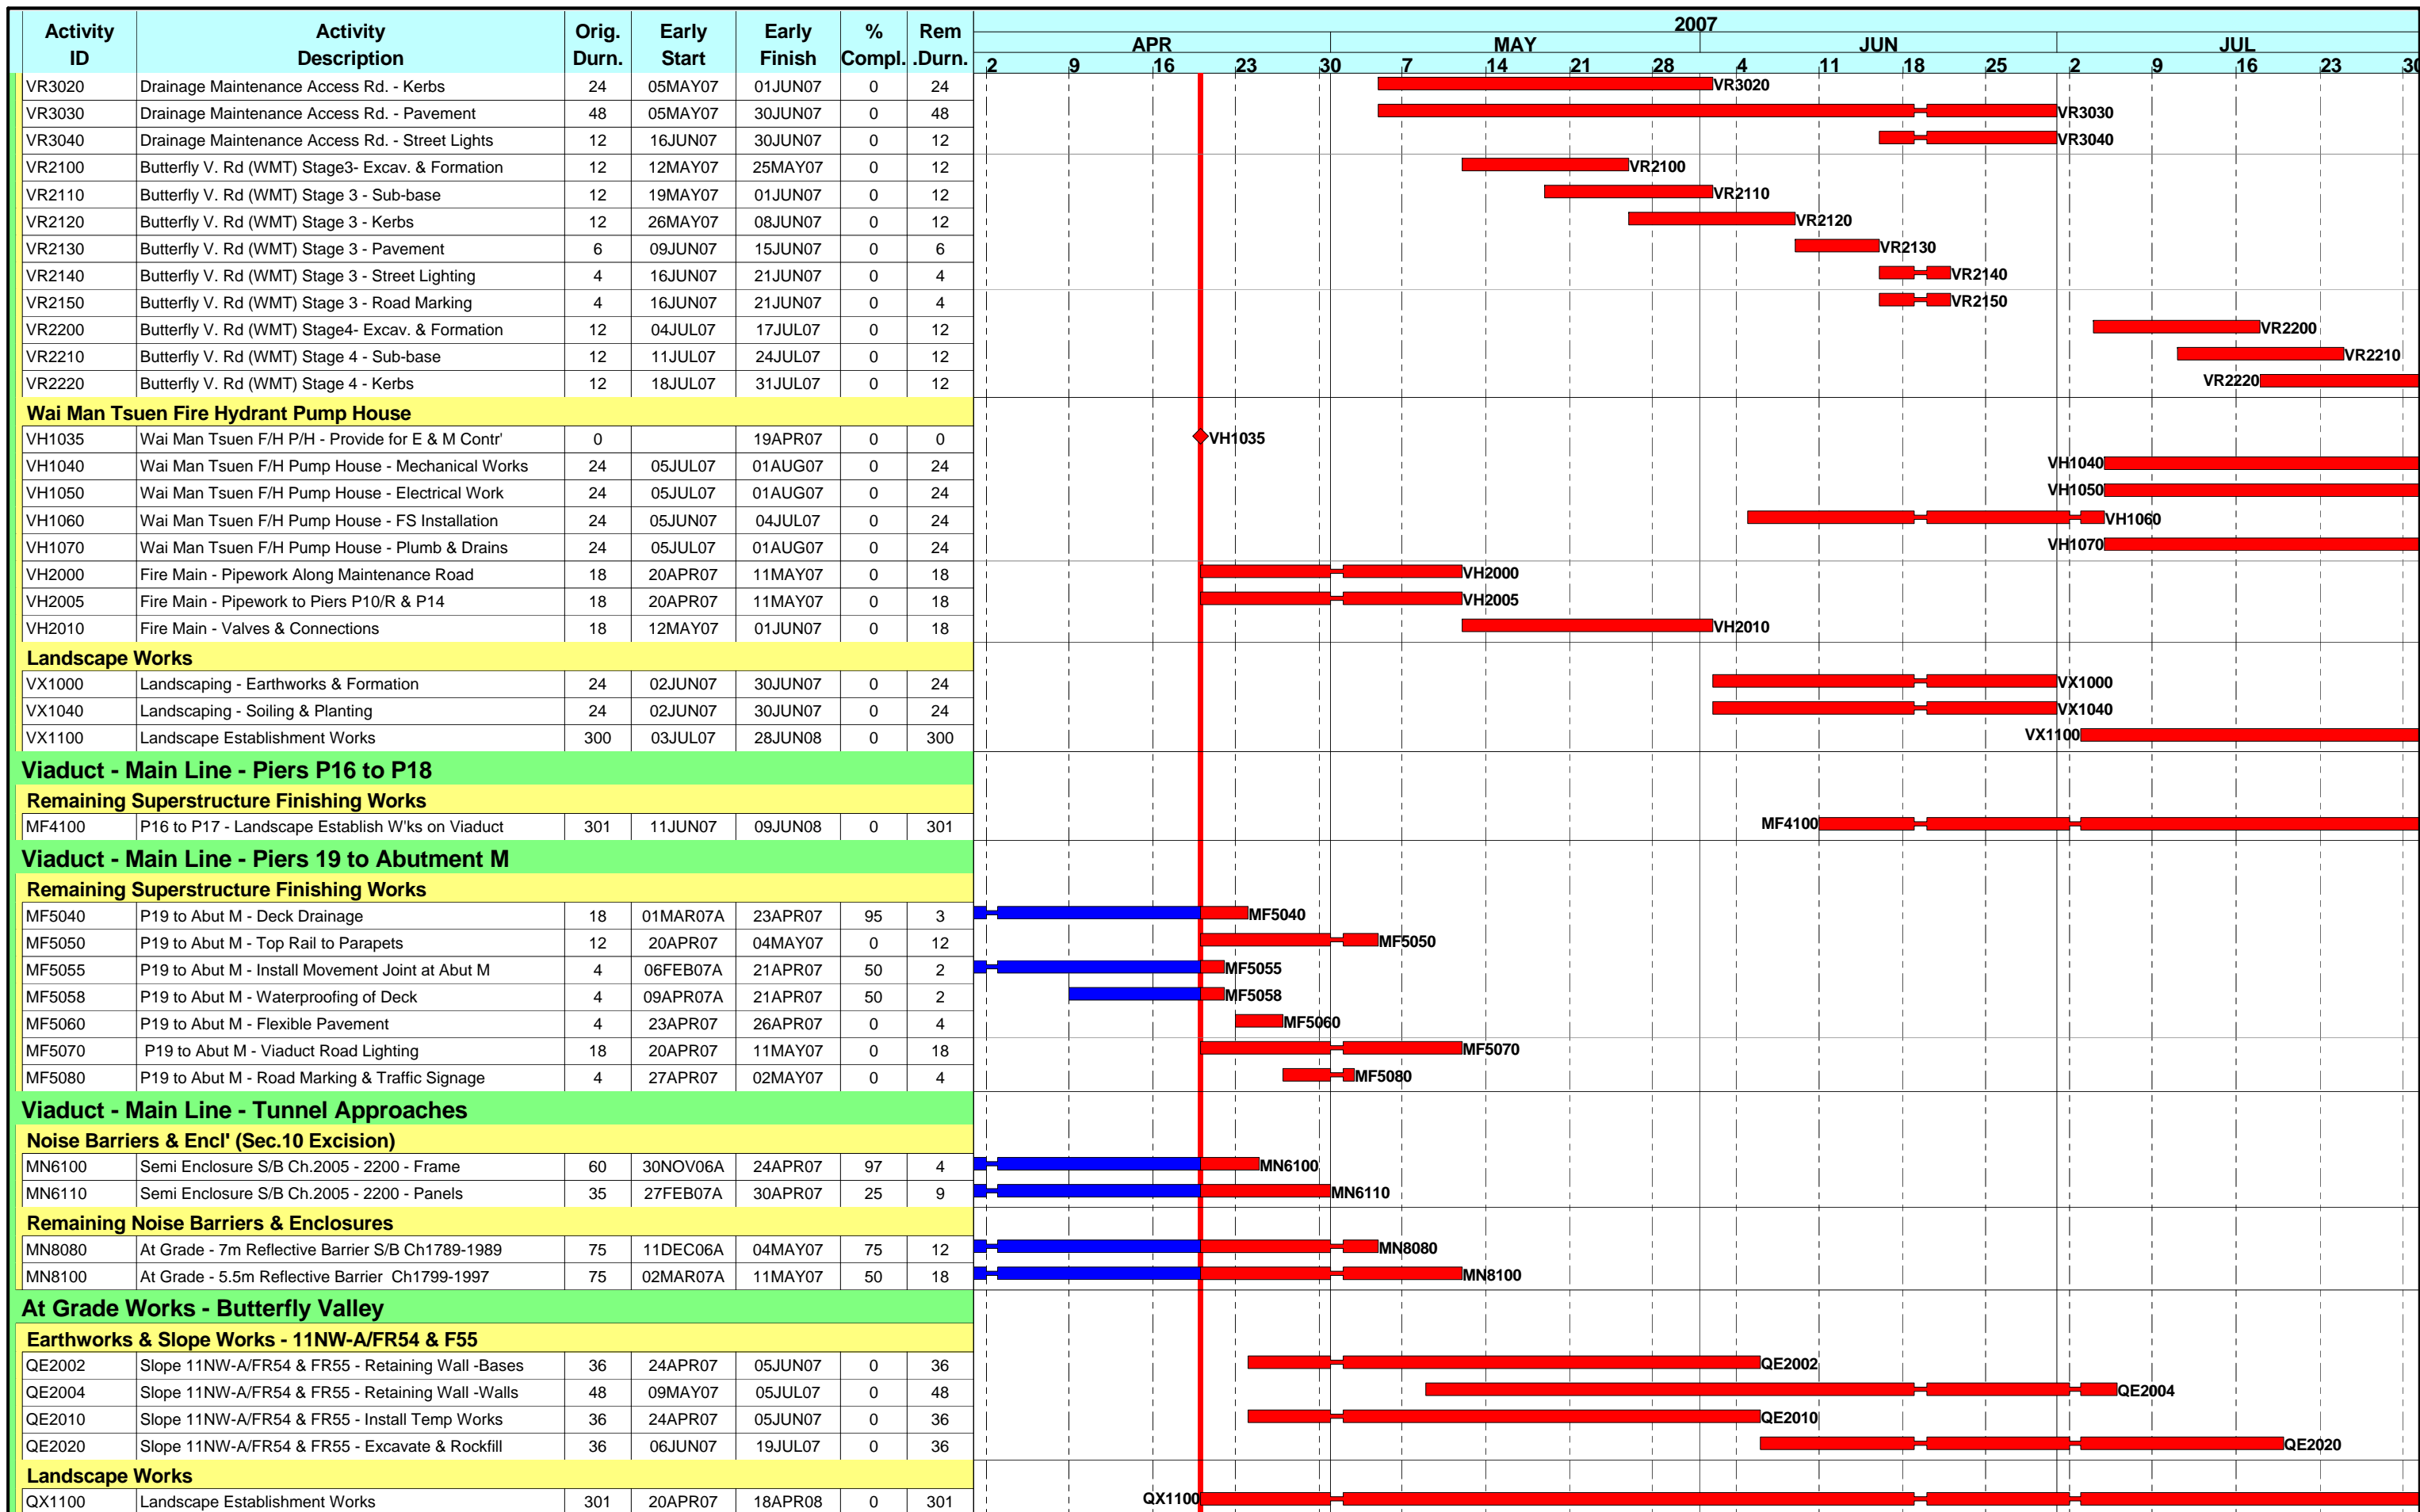 2007
Activity Activity Orig. Early Early % Rem
APR MAY JUN JUL
ID Description Durn. Start Finish Compl. .Durn.
2 9 16 23 30 7 14 21 28 4 11 18 25 2 9 16 23 30
VR3020 Drainage Maintenance Access Rd. - Kerbs 24 05MAY07 01JUN07 0 24 VR3020
VR3030 Drainage Maintenance Access Rd. - Pavement 48 05MAY07 30JUN07 0 48 VR3030
VR3040 Drainage Maintenance Access Rd. - Street Lights 12 16JUN07 30JUN07 0 12 VR3040
VR2100 Butterfly V. Rd (WMT) Stage3- Excav. & Formation 12 12MAY07 25MAY07 0 12 VR2100
VR2110 Butterfly V. Rd (WMT) Stage 3 - Sub-base 12 19MAY07 01JUN07 0 12 VR2110
VR2120 Butterfly V. Rd (WMT) Stage 3 - Kerbs 12 26MAY07 08JUN07 0 12 VR2120
VR2130 Butterfly V. Rd (WMT) Stage 3 - Pavement 6 09JUN07 15JUN07 0 6 VR2130
VR2140 Butterfly V. Rd (WMT) Stage 3 - Street Lighting 4 16JUN07 21JUN07 0 4 VR2140
VR2150 Butterfly V. Rd (WMT) Stage 3 - Road Marking 4 16JUN07 21JUN07 0 4 VR2150
VR2200 Butterfly V. Rd (WMT) Stage4- Excav. & Formation 12 04JUL07 17JUL07 0 12 VR2200
VR2210 Butterfly V. Rd (WMT) Stage 4 - Sub-base 12 11JUL07 24JUL07 0 12 VR2210
VR2220 Butterfly V. Rd (WMT) Stage 4 - Kerbs 12 18JUL07 31JUL07 0 12 VR2220
Wai Man Tsuen Fire Hydrant Pump House
VH1035 Wai Man Tsuen F/H P/H - Provide for E & M Contr' 0 19APR07 0 0 VH1035
VH1040 Wai Man Tsuen F/H Pump House - Mechanical Works 24 05JUL07 01AUG07 0 24 VH1040
VH1050 Wai Man Tsuen F/H Pump House - Electrical Work 24 05JUL07 01AUG07 0 24 VH1050
VH1060 Wai Man Tsuen F/H Pump House - FS Installation 24 05JUN07 04JUL07 0 24 VH1060
VH1070 Wai Man Tsuen F/H Pump House - Plumb & Drains 24 05JUL07 01AUG07 0 24 VH1070
VH2000 Fire Main - Pipework Along Maintenance Road 18 20APR07 11MAY07 0 18 VH2000
VH2005 Fire Main - Pipework to Piers P10/R & P14 18 20APR07 11MAY07 0 18 VH2005
VH2010 Fire Main - Valves & Connections 18 12MAY07 01JUN07 0 18 VH2010
Landscape Works
VX1000 Landscaping - Earthworks & Formation 24 02JUN07 30JUN07 0 24 VX1000
VX1040 Landscaping - Soiling & Planting 24 02JUN07 30JUN07 0 24 VX1040
VX1100 Landscape Establishment Works 300 03JUL07 28JUN08 0 300 VX1100
Viaduct - Main Line - Piers P16 to P18
Remaining Superstructure Finishing Works
MF4100 P16 to P17 - Landscape Establish W'ks on Viaduct 301 11JUN07 09JUN08 0 301 MF4100
Viaduct - Main Line - Piers 19 to Abutment M
Remaining Superstructure Finishing Works
MF5040 P19 to Abut M - Deck Drainage 18 01MAR07A 23APR07 95 3 MF5040
MF5050 P19 to Abut M - Top Rail to Parapets 12 20APR07 04MAY07 0 12 MF5050
MF5055 P19 to Abut M - Install Movement Joint at Abut M 4 06FEB07A 21APR07 50 2 MF5055
MF5058 P19 to Abut M - Waterproofing of Deck 4 09APR07A 21APR07 50 2 MF5058
MF5060 P19 to Abut M - Flexible Pavement 4 23APR07 26APR07 0 4 MF5060
MF5070 P19 to Abut M - Viaduct Road Lighting 18 20APR07 11MAY07 0 18 MF5070
MF5080 P19 to Abut M - Road Marking & Traffic Signage 4 27APR07 02MAY07 0 4 MF5080
Viaduct - Main Line - Tunnel Approaches
Noise Barriers & Encl' (Sec.10 Excision)
MN6100 Semi Enclosure S/B Ch.2005 - 2200 - Frame 60 30NOV06A 24APR07 97 4 MN6100
MN6110 Semi Enclosure S/B Ch.2005 - 2200 - Panels 35 27FEB07A 30APR07 25 9 MN6110
Remaining Noise Barriers & Enclosures
MN8080 At Grade - 7m Reflective Barrier S/B Ch1789-1989 75 11DEC06A 04MAY07 75 12 MN8080
MN8100 At Grade - 5.5m Reflective Barrier Ch1799-1997 75 02MAR07A 11MAY07 50 18 MN8100
At Grade Works - Butterfly Valley
Earthworks & Slope Works - 11NW-A/FR54 & F55
QE2002 Slope 11NW-A/FR54 & FR55 - Retaining Wall -Bases 36 24APR07 05JUN07 0 36 QE2002
QE2004 Slope 11NW-A/FR54 & FR55 - Retaining Wall -Walls 48 09MAY07 05JUL07 0 48 QE2004
QE2010 Slope 11NW-A/FR54 & FR55 - Install Temp Works 36 24APR07 05JUN07 0 36 QE2010
QE2020 Slope 11NW-A/FR54 & FR55 - Excavate & Rockfill 36 06JUN07 19JUL07 0 36 QE2020
Landscape Works
QX1100 Landscape Establishment Works 301 20APR07 18APR08 0 301 QX1100